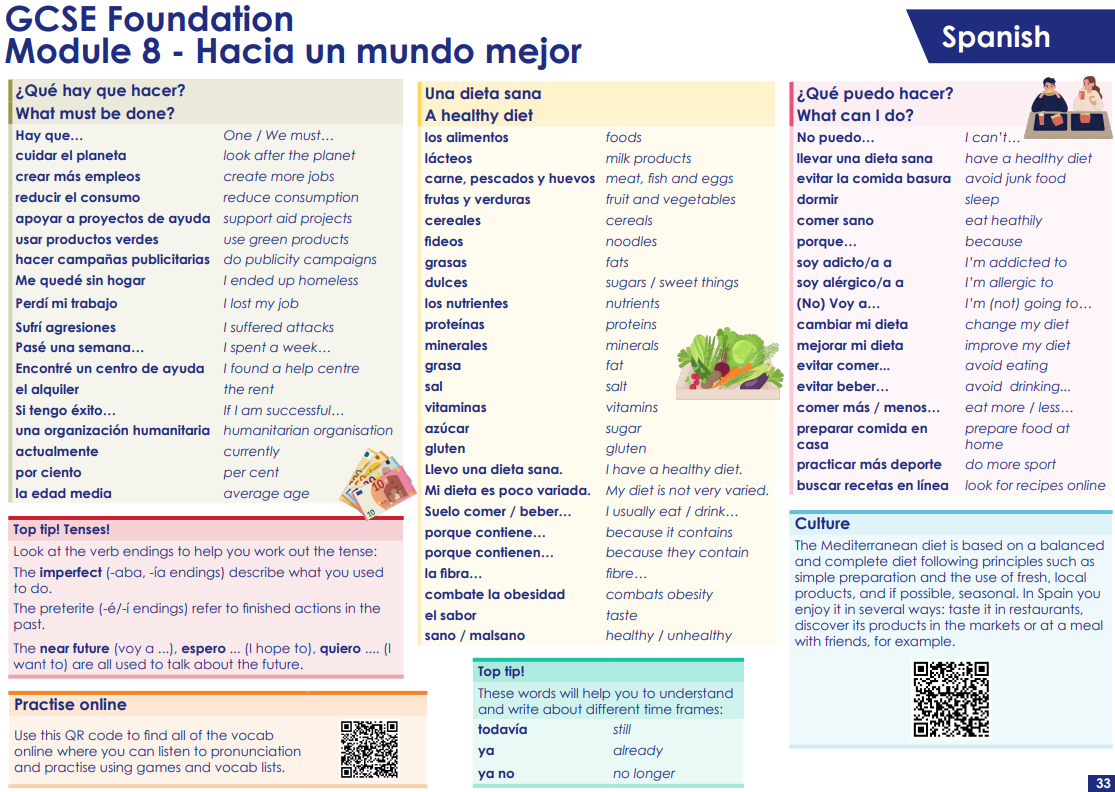 GCSE Foundation
Module 8 - Hacia un mundo mejor
Spanish
¿Qué hay que hacer?
What must be done?
Hay que… One / We must…
cuidar el planeta look after the planet
crear más empleos create more jobs
reducir el consumo reduce consumption
apoyar a proyectos de ayuda support aid projects
usar productos verdes use green products
hacer campañas publicitarias do publicity campaigns
Me quedé sin hogar I ended up homeless
Perdí mi trabajo I lost my job
Sufrí agresiones I suffered attacks
Pasé una semana… I spent a week…
Encontré un centro de ayuda I found a help centre
el alquiler the rent
Si tengo éxito… If I am successful…
una organización humanitaria humanitarian organisation
actualmente currently
por ciento per cent
la edad media average age
Top tip! Tenses!
Look at the verb endings to help you work out the tense:
The imperfect (-aba, -ía endings) describe what you used
to do.
The preterite (-é/-í endings) refer to finished actions in the
past.
The near future (voy a ...), espero ... (I hope to), quiero .... (I
want to) are all used to talk about the future.
Practise online
Use this QR code to find all of the vocab
online where you can listen to pronunciation
and practise using games and vocab lists.
Una dieta sana
A healthy diet
los alimentos foods
lácteos milk products
carne, pescados y huevos meat, fish and eggs
frutas y verduras fruit and vegetables
cereales cereals
fideos noodles
grasas fats
dulces sugars / sweet things
los nutrientes nutrients
proteínas proteins
minerales minerals
grasa fat
sal salt
vitaminas vitamins
azúcar sugar
gluten gluten
Llevo una dieta sana. I have a healthy diet.
Mi dieta es poco variada. My diet is not very varied.
Suelo comer / beber… I usually eat / drink…
porque contiene… because it contains
porque contienen… because they contain
la fibra… fibre…
combate la obesidad combats obesity
el sabor taste
sano / malsano healthy / unhealthy
Top tip!
These words will help you to understand
and write about different time frames:
todavía still
ya already
ya no no longer
¿Qué puedo hacer?
What can I do?
No puedo… I can't…
llevar una dieta sana have a healthy diet
evitar la comida basura avoid junk food
dormir sleep
comer sano eat heathily
porque… because
soy adicto/a a I'm addicted to
soy alérgico/a a I'm allergic to
(No) Voy a… I'm (not) going to…
cambiar mi dieta change my diet
mejorar mi dieta improve my diet
evitar comer... avoid eating
evitar beber… avoid drinking...
comer más / menos… eat more / less…
preparar comida en prepare food at
casa home
practicar más deporte do more sport
buscar recetas en línea look for recipes online
Culture
The Mediterranean diet is based on a balanced
and complete diet following principles such as
simple preparation and the use of fresh, local
products, and if possible, seasonal. In Spain you
enjoy it in several ways: taste it in restaurants,
discover its products in the markets or at a meal
with friends, for example.
33